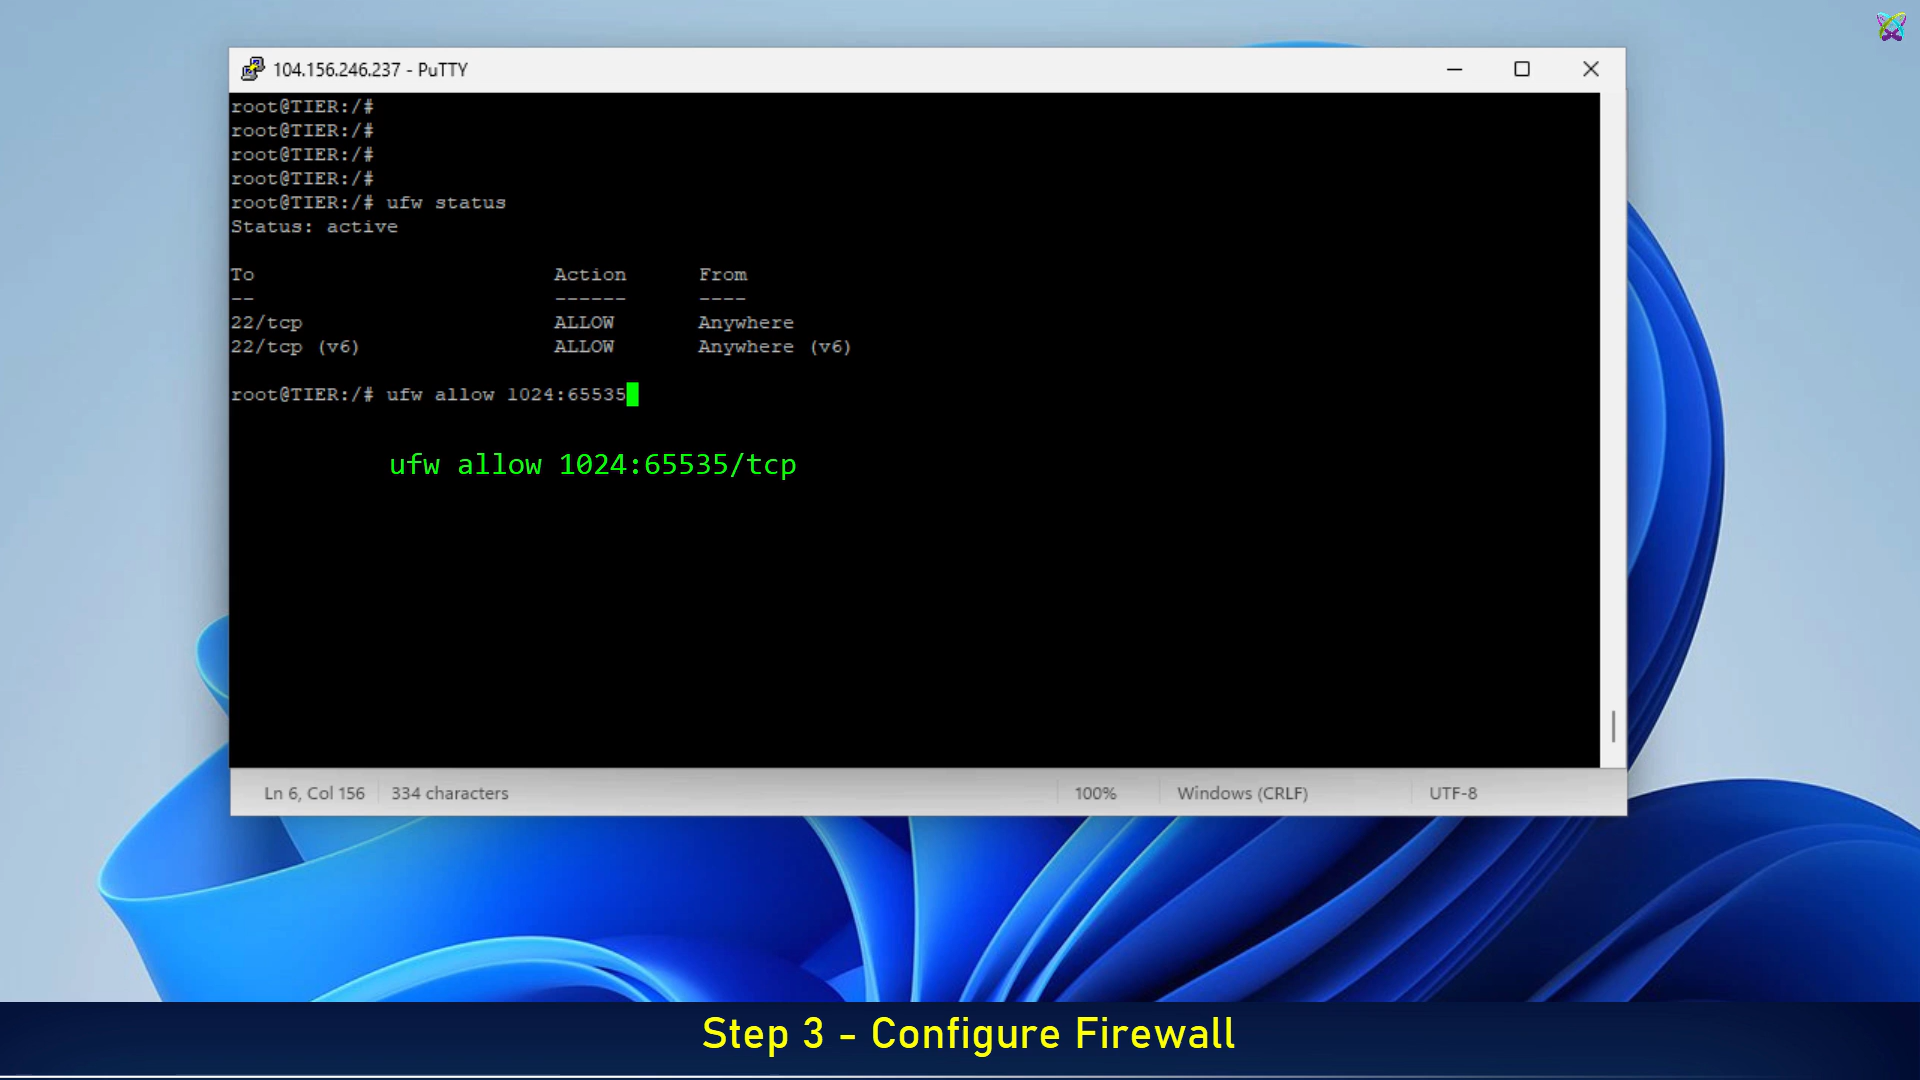 104.156.246.237 - PuTTY
root@TIER:/#
root@TIER:/#
root@TIER:/#
root@TIER:/#
root@TIER:/# ufw status
Status: active
To Action From
-- ------ ----
22/tcp ALLOW Anywhere
22/tcp (v6) ALLOW Anywhere (v6)
root@TIER:/# ufw allow 1024:65535
ufw allow 1024:65535/tcp
Ln 6, Col 156 334 characters 100% Windows (CRLF) UTF-8
Step 3 - Configure Firewall